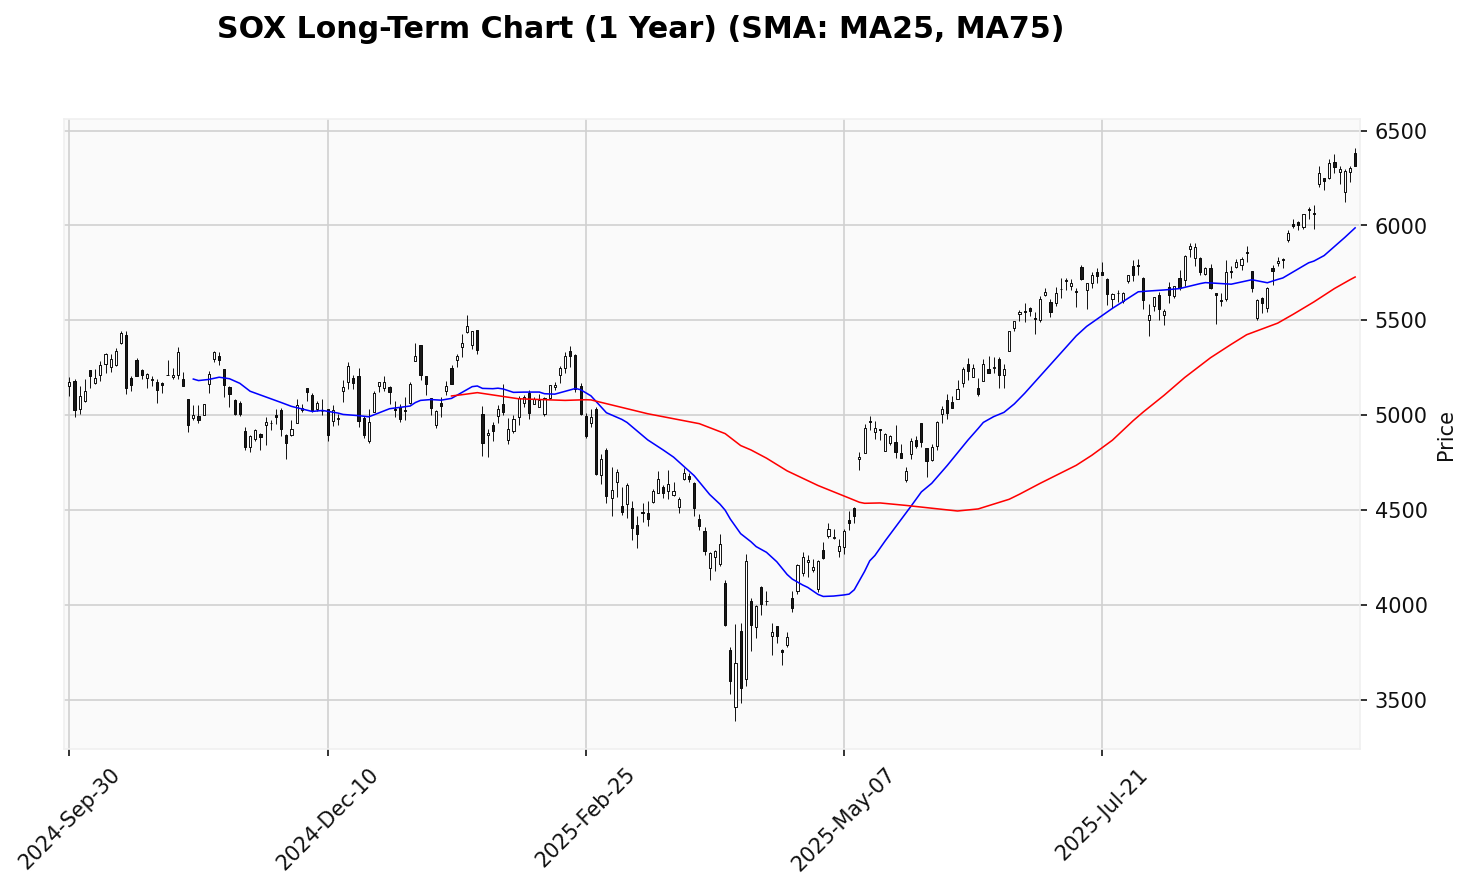 SOX Long-Term Chart (1 Year) (SMA: MA25, MA75)
6500
6000
5500
5000
4500
4000
3500
Price
2024-Sep-30
2024-Dec-10
2025-Feb-25
2025-May-07
2025-Jul-21